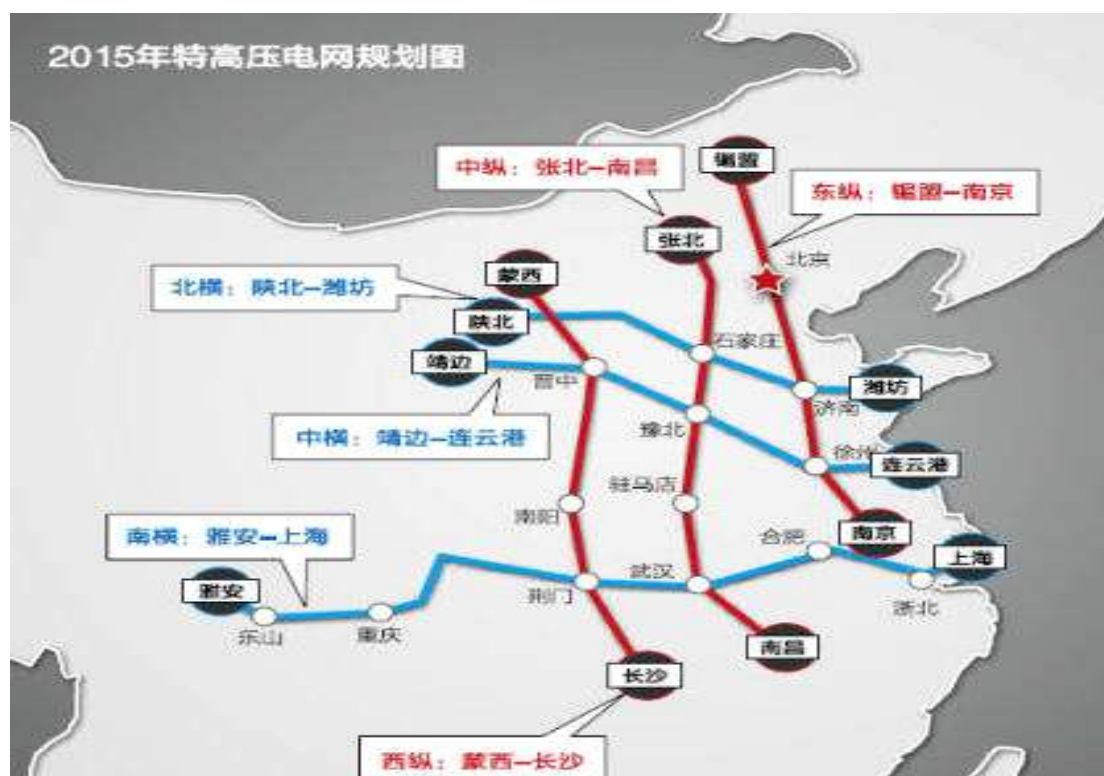 2015年特高压电网规划图
中纵：张北-南昌
锡盟
东纵：锡盟-南京
张北
北京
蒙西
北横：陕北-潍坊
陕北
石家庄
靖边
晋中
潍坊
济南
中横：靖边-连云港
豫北
徐州
连云港
驻马店
南阳
南京
合肥
南横：雅安-上海
上海
武汉
雅安
荆门
浙北
乐山
重庆
南昌
长沙
西纵：蒙西-长沙